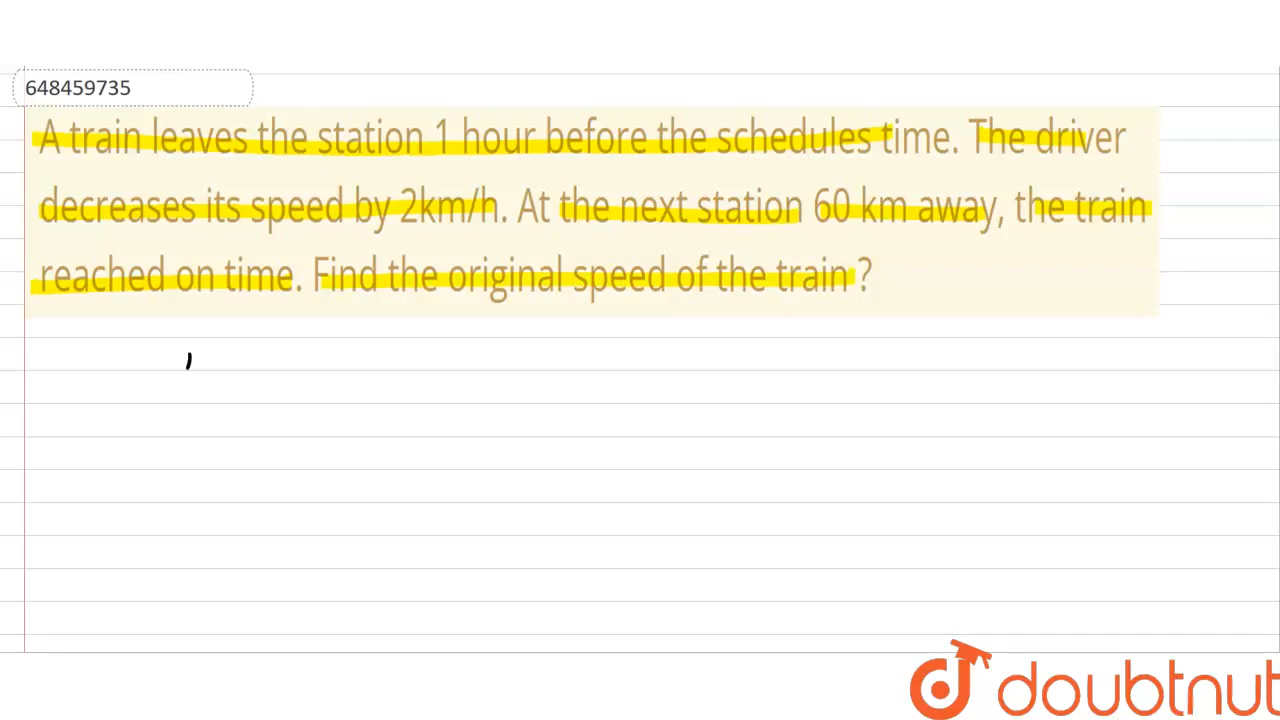 648459735
A train leaves the station 1 hour before the schedules time. The driver
decreases its speed by 2km/h. At the next station 60 km away, the train
reached on time. Find the original speed of the train ?
doubtnut